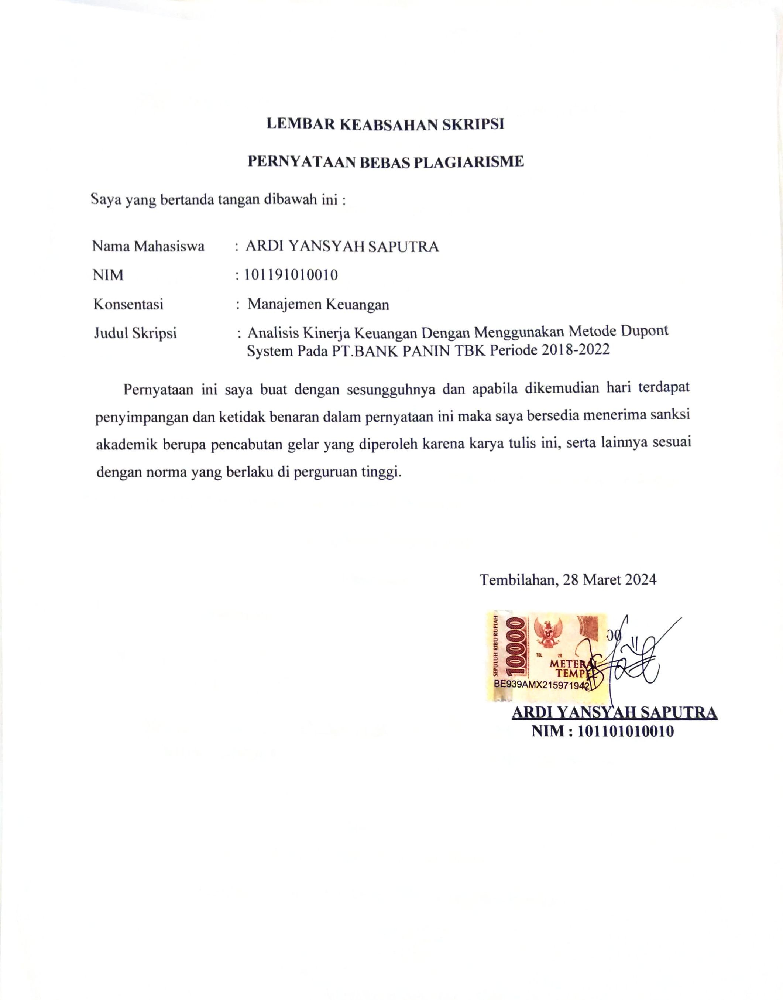 LEMBAR KEABSAHAN SKRIPSI
PERNYATAAN BEBAS PLAGIARISME
Saya yang bertanda tangan dibawah ini :
Nama Mahasiswa : ARDI YANSYAH SAPUTRA
NIM : 101191010010
Konsentasi : Manajemen Keuangan
Judul Skripsi : Analisis Kinerja Keuangan Dengan Menggunakan Metode Dupont
System Pada PT.BANK PANIN TBK Periode 2018-2022
Pernyataan ini saya buat dengan sesungguhnya dan apabila dikemudian hari terdapat
penyimpangan dan ketidak benaran dalam pernyataan ini maka saya bersedia menerima sanksi
akademik berupa pencabutan gelar yang diperoleh karena karya tulis ini, serta lainnya sesuai
dengan norma yang berlaku di perguruan tinggi.
Tembilahan, 28 Maret 2024
SEPULUH RIBU RUPIAH
10000
TGL 20
METERAI
TEMPEL
BE939AMX215971942
ARDI YANSYAH SAPUTRA
NIM : 101101010010